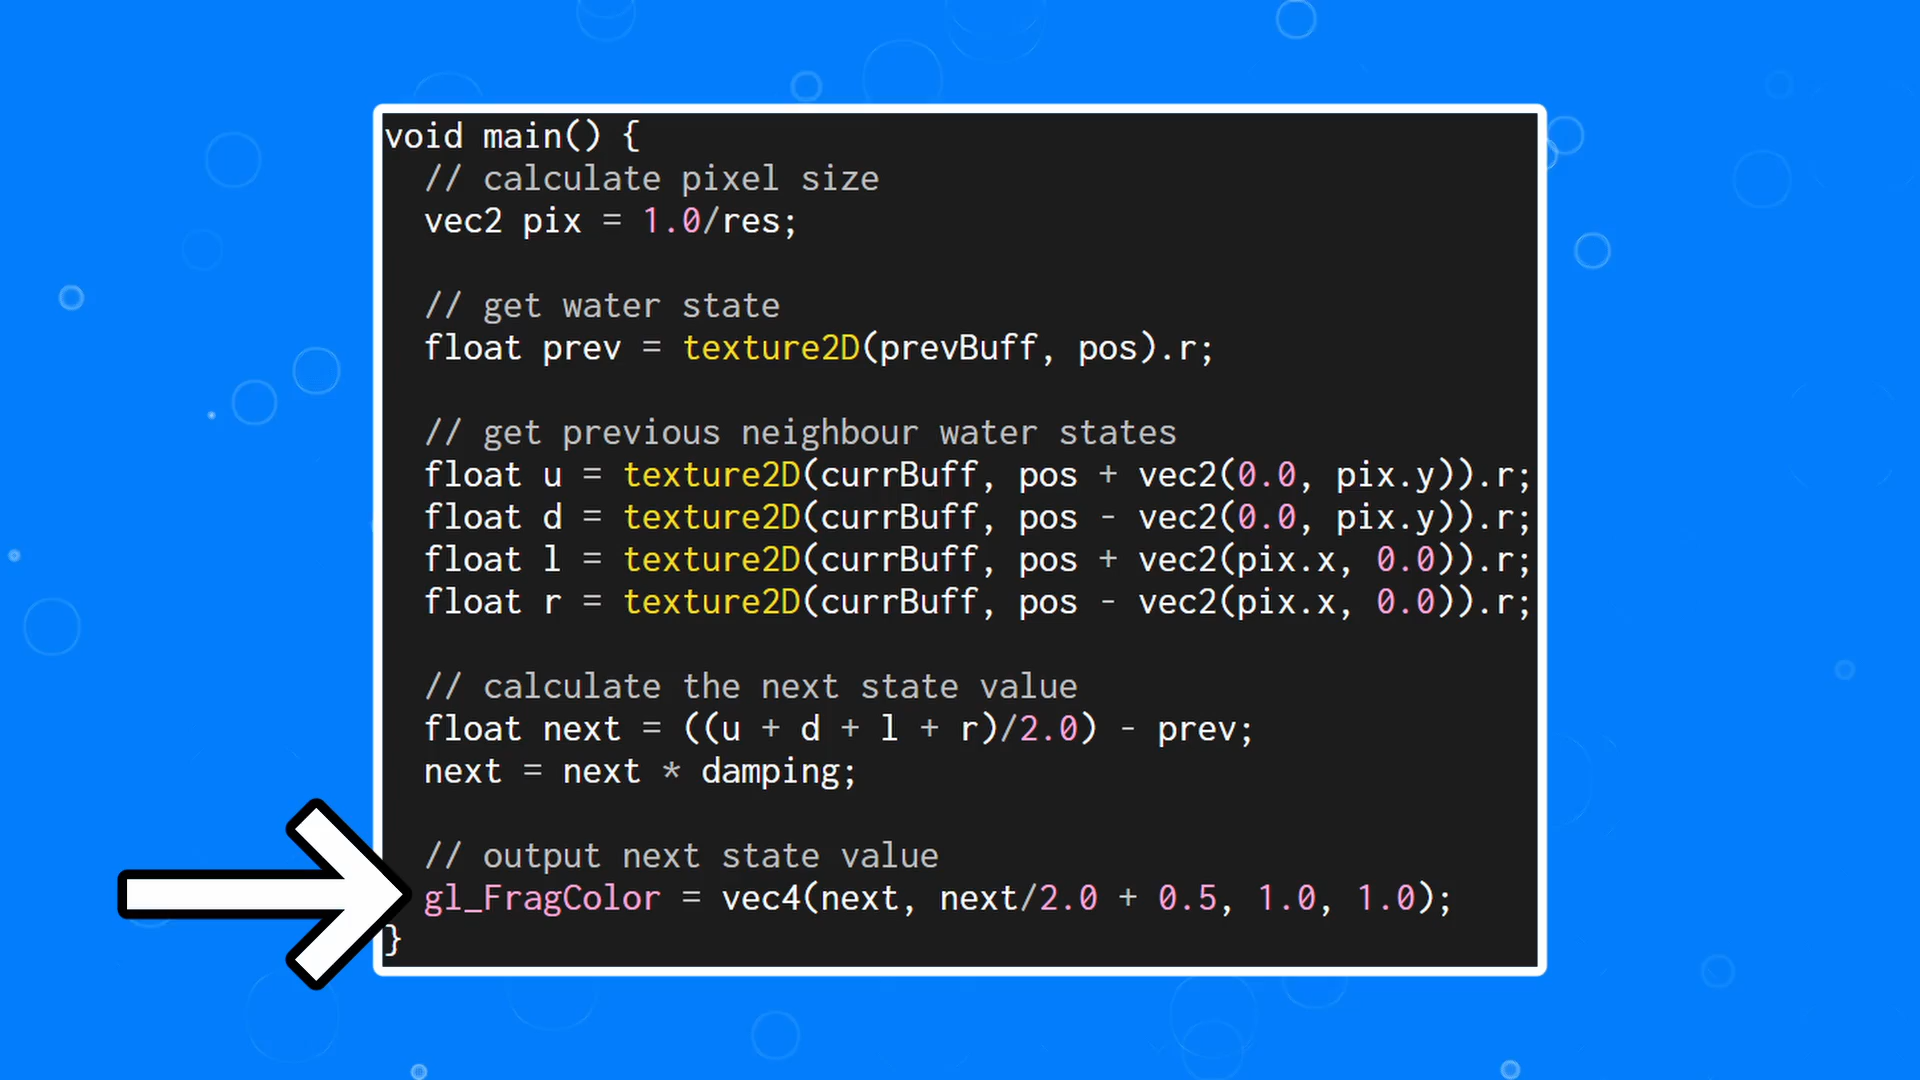 void main() {
// calculate pixel size
vec2 pix = 1.0/res;
// get water state
float prev = texture2D(prevBuff, pos).r;
// get previous neighbour water states
float u = texture2D(currBuff, pos + vec2(0.0, pix.y)).r;
float d = texture2D(currBuff, pos - vec2(0.0, pix.y)).r;
float l = texture2D(currBuff, pos + vec2(pix.x, 0.0)).r;
float r = texture2D(currBuff, pos - vec2(pix.x, 0.0)).r;
// calculate the next state value
float next = ((u + d + l + r)/2.0) - prev;
next = next * damping;
// output next state value
gl_FragColor = vec4(next, next/2.0 + 0.5, 1.0, 1.0);
}